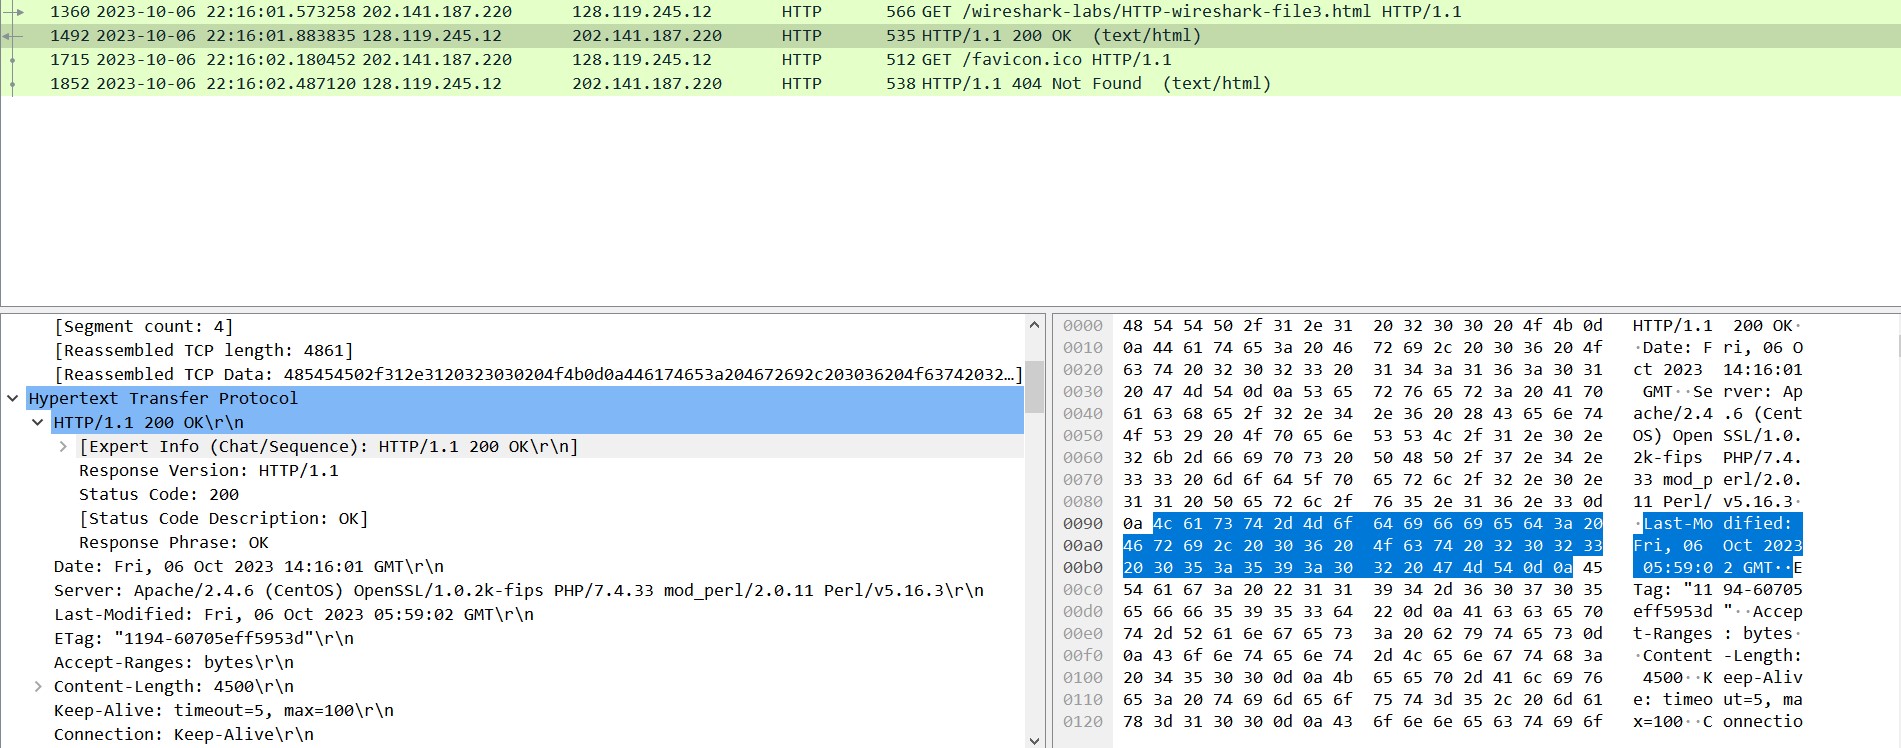 1360 2023-10-06 22:16:01.573258 202.141.187.220 128.119.245.12 HTTP 566 GET /wireshark-labs/HTTP-wireshark-file3.html HTTP/1.1
1492 2023-10-06 22:16:01.883835 128.119.245.12 202.141.187.220 HTTP 535 HTTP/1.1 200 OK (text/html)
1715 2023-10-06 22:16:02.180452 202.141.187.220 128.119.245.12 HTTP 512 GET /favicon.ico HTTP/1.1
1852 2023-10-06 22:16:02.487120 128.119.245.12 202.141.187.220 HTTP 538 HTTP/1.1 404 Not Found (text/html)
[Segment count: 4]
[Reassembled TCP length: 4861]
[Reassembled TCP Data: 485454502f312e3120323030204f4b0d0a446174653a204672692c203036204f63742032…]
Hypertext Transfer Protocol
HTTP/1.1 200 OK\r\n
[Expert Info (Chat/Sequence): HTTP/1.1 200 OK\r\n]
Response Version: HTTP/1.1
Status Code: 200
[Status Code Description: OK]
Response Phrase: OK
Date: Fri, 06 Oct 2023 14:16:01 GMT\r\n
Server: Apache/2.4.6 (CentOS) OpenSSL/1.0.2k-fips PHP/7.4.33 mod_perl/2.0.11 Perl/v5.16.3\r\n
Last-Modified: Fri, 06 Oct 2023 05:59:02 GMT\r\n
ETag: "1194-60705eff5953d"\r\n
Accept-Ranges: bytes\r\n
Content-Length: 4500\r\n
Keep-Alive: timeout=5, max=100\r\n
Connection: Keep-Alive\r\n
0000 48 54 54 50 2f 31 2e 31 20 32 30 30 20 4f 4b 0d HTTP/1.1 200 OK·
0010 0a 44 61 74 65 3a 20 46 72 69 2c 20 30 36 20 4f ·Date: F ri, 06 O
0020 63 74 20 32 30 32 33 20 31 34 3a 31 36 3a 30 31 ct 2023 14:16:01
0030 20 47 4d 54 0d 0a 53 65 72 76 65 72 3a 20 41 70 GMT··Se rver: Ap
0040 61 63 68 65 2f 32 2e 34 2e 36 20 28 43 65 6e 74 ache/2.4 .6 (Cent
0050 4f 53 29 20 4f 70 65 6e 53 53 4c 2f 31 2e 30 2e OS) Open SSL/1.0.
0060 32 6b 2d 66 69 70 73 20 50 48 50 2f 37 2e 34 2e 2k-fips PHP/7.4.
0070 33 33 20 6d 6f 64 5f 70 65 72 6c 2f 32 2e 30 2e 33 mod_p erl/2.0.
0080 31 31 20 50 65 72 6c 2f 76 35 2e 31 36 2e 33 0d 11 Perl/ v5.16.3·
0090 0a 4c 61 73 74 2d 4d 6f 64 69 66 69 65 64 3a 20 ·Last-Mo dified:
00a0 46 72 69 2c 20 30 36 20 4f 63 74 20 32 30 32 33 Fri, 06 Oct 2023
00b0 20 30 35 3a 35 39 3a 30 32 20 47 4d 54 0d 0a 45 05:59:0 2 GMT··E
00c0 54 61 67 3a 20 22 31 31 39 34 2d 36 30 37 30 35 Tag: "11 94-60705
00d0 65 66 66 35 39 35 33 64 22 0d 0a 41 63 63 65 70 eff5953d "··Accep
00e0 74 2d 52 61 6e 67 65 73 3a 20 62 79 74 65 73 0d t-Ranges : bytes·
00f0 0a 43 6f 6e 74 65 6e 74 2d 4c 65 6e 67 74 68 3a ·Content -Length:
0100 20 34 35 30 30 0d 0a 4b 65 65 70 2d 41 6c 69 76 4500··K eep-Aliv
0110 65 3a 20 74 69 6d 65 6f 75 74 3d 35 2c 20 6d 61 e: timeo ut=5, ma
0120 78 3d 31 30 30 0d 0a 43 6f 6e 6e 65 63 74 69 6f x=100··C onnectio